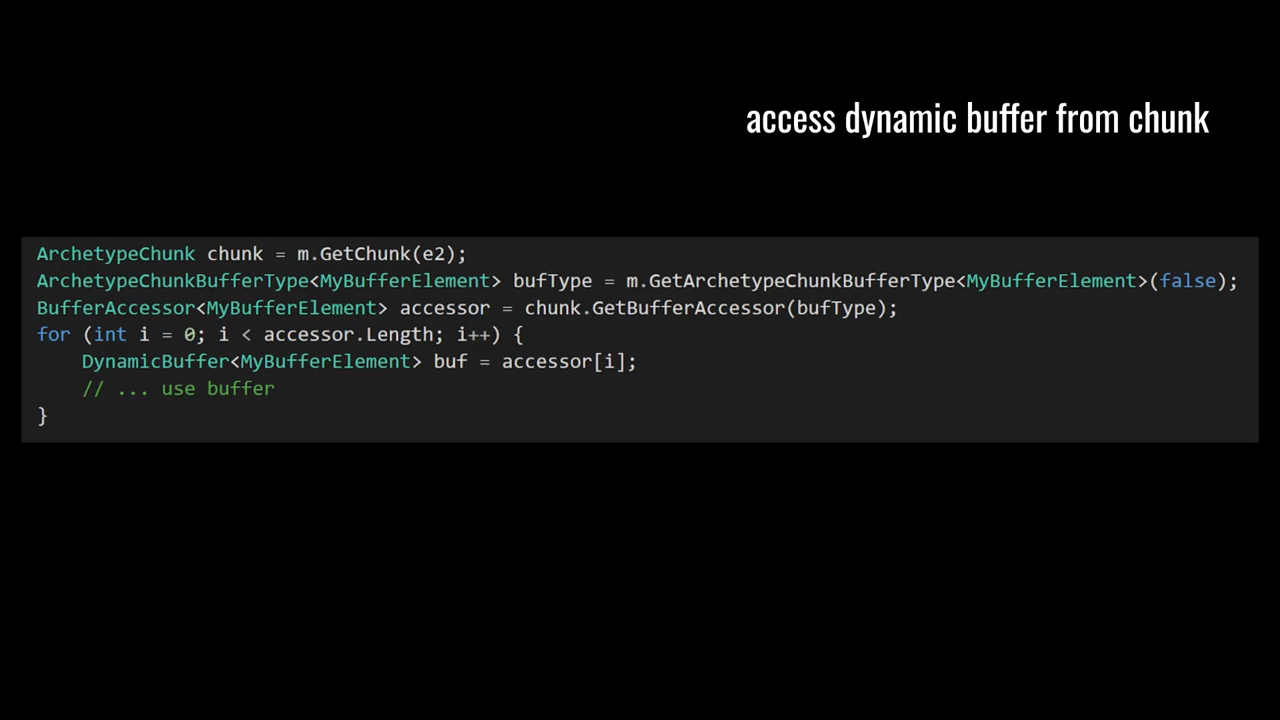 access dynamic buffer from chunk
ArchetypeChunk chunk = m.GetChunk(e2);
ArchetypeChunkBufferType<MyBufferElement> bufType = m.GetArchetypeChunkBufferType<MyBufferElement>(false);
BufferAccessor<MyBufferElement> accessor = chunk.GetBufferAccessor(bufType);
for (int i = 0; i < accessor.Length; i++) {
    DynamicBuffer<MyBufferElement> buf = accessor[i];
    // ... use buffer
}